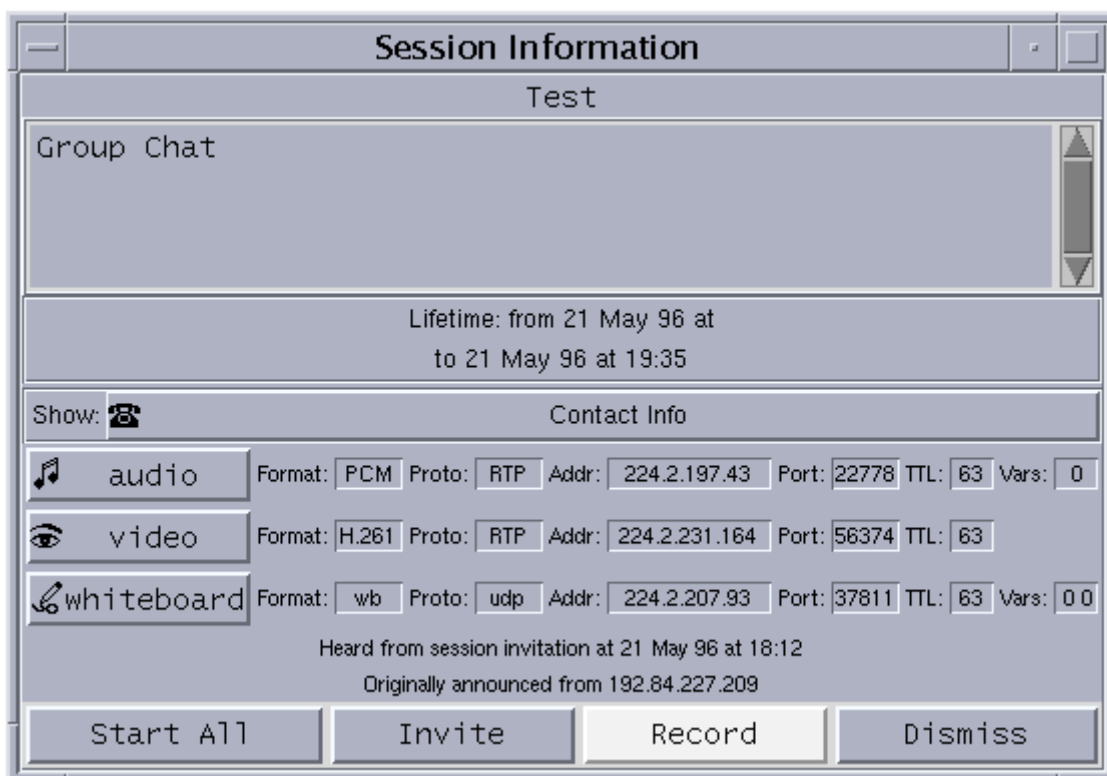 Session Information
Test
Group Chat
Lifetime: from 21 May 96 at
to 21 May 96 at 19:35
Show: Contact Info
audio Format: PCM Proto: RTP Addr: 224.2.197.43 Port: 22778 TTL: 63 Vars: 0
video Format: H.261 Proto: RTP Addr: 224.2.231.164 Port: 56374 TTL: 63
whiteboard Format: wb Proto: udp Addr: 224.2.207.93 Port: 37811 TTL: 63 Vars: 0 0
Heard from session invitation at 21 May 96 at 18:12
Originally announced from 192.84.227.209
Start All Invite Record Dismiss